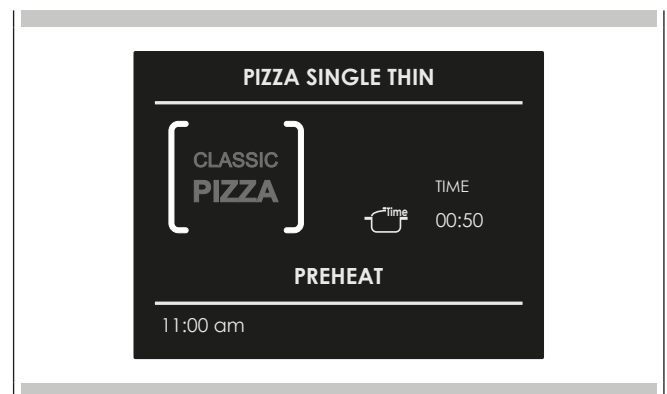 PIZZA SINGLE THIN
CLASSIC
PIZZA
TIME
Time
00:50
PREHEAT
11:00 am